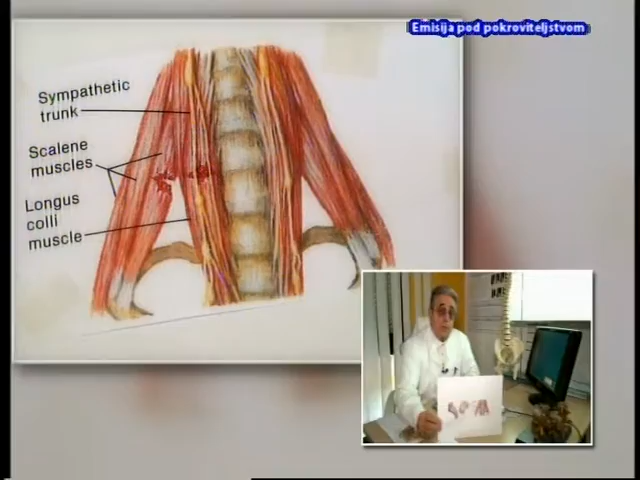 Emisija pod pokroviteljstvom
Sympathetic
trunk
Scalene
muscles
Longus
colli
muscle